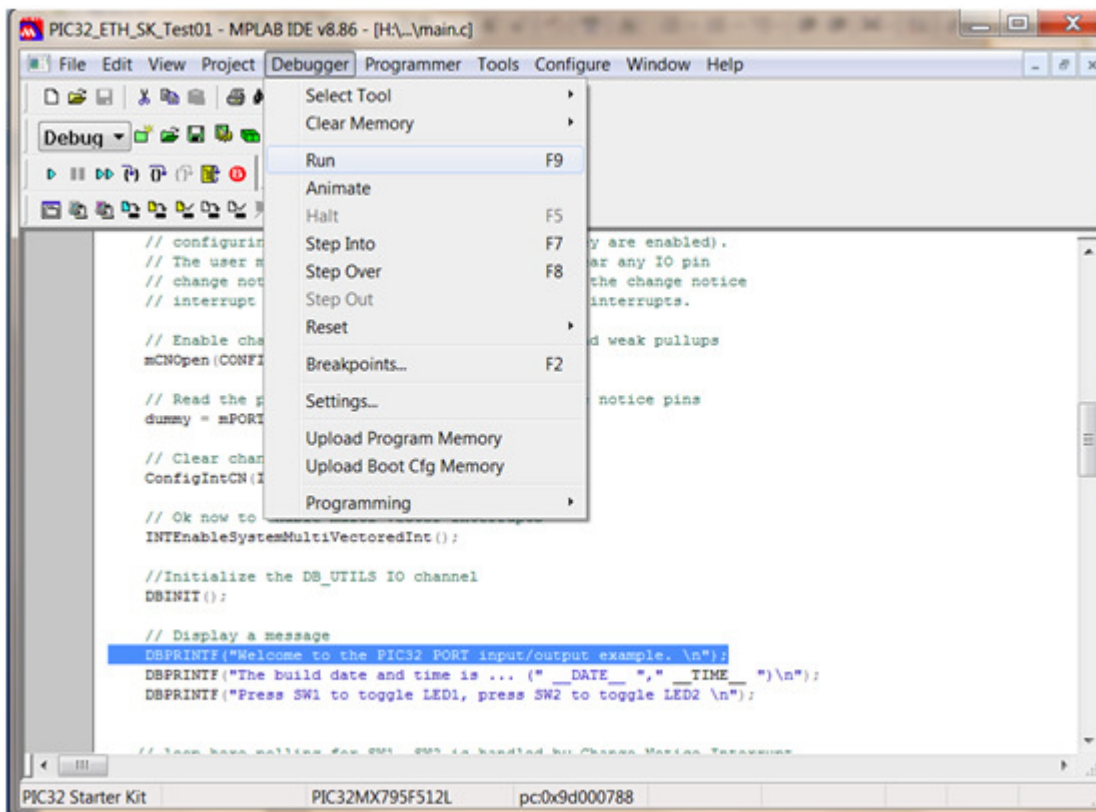 PIC32_ETH_SK_Test01 - MPLAB IDE v8.86 - [H:\...\main.c]
File Edit View Project Debugger Programmer Tools Configure Window Help
Debug
Select Tool
Clear Memory
Run F9
Animate
Halt F5
Step Into F7
Step Over F8
Step Out
Reset
Breakpoints... F2
Settings...
Upload Program Memory
Upload Boot Cfg Memory
Programming
// configurin y are enabled).
// The user m ar any IO pin
// change not the change notice
// interrupt interrupts.
// Enable cha d weak pullups
mCNOpen(CONFI
// Read the p notice pins
dummy = mPORT
// Clear chan
ConfigIntCN(I
// Ok now to
INTEnableSystemMultiVectoredInt();
//Initialize the DB_UTILS IO channel
DBINIT();
// Display a message
DBPRINTF("Welcome to the PIC32 PORT input/output example. \n");
DBPRINTF("The build date and time is ... (" __DATE__ "," __TIME__ ")\n");
DBPRINTF("Press SW1 to toggle LED1, press SW2 to toggle LED2 \n");
PIC32 Starter Kit PIC32MX795F512L pc:0x9d000788